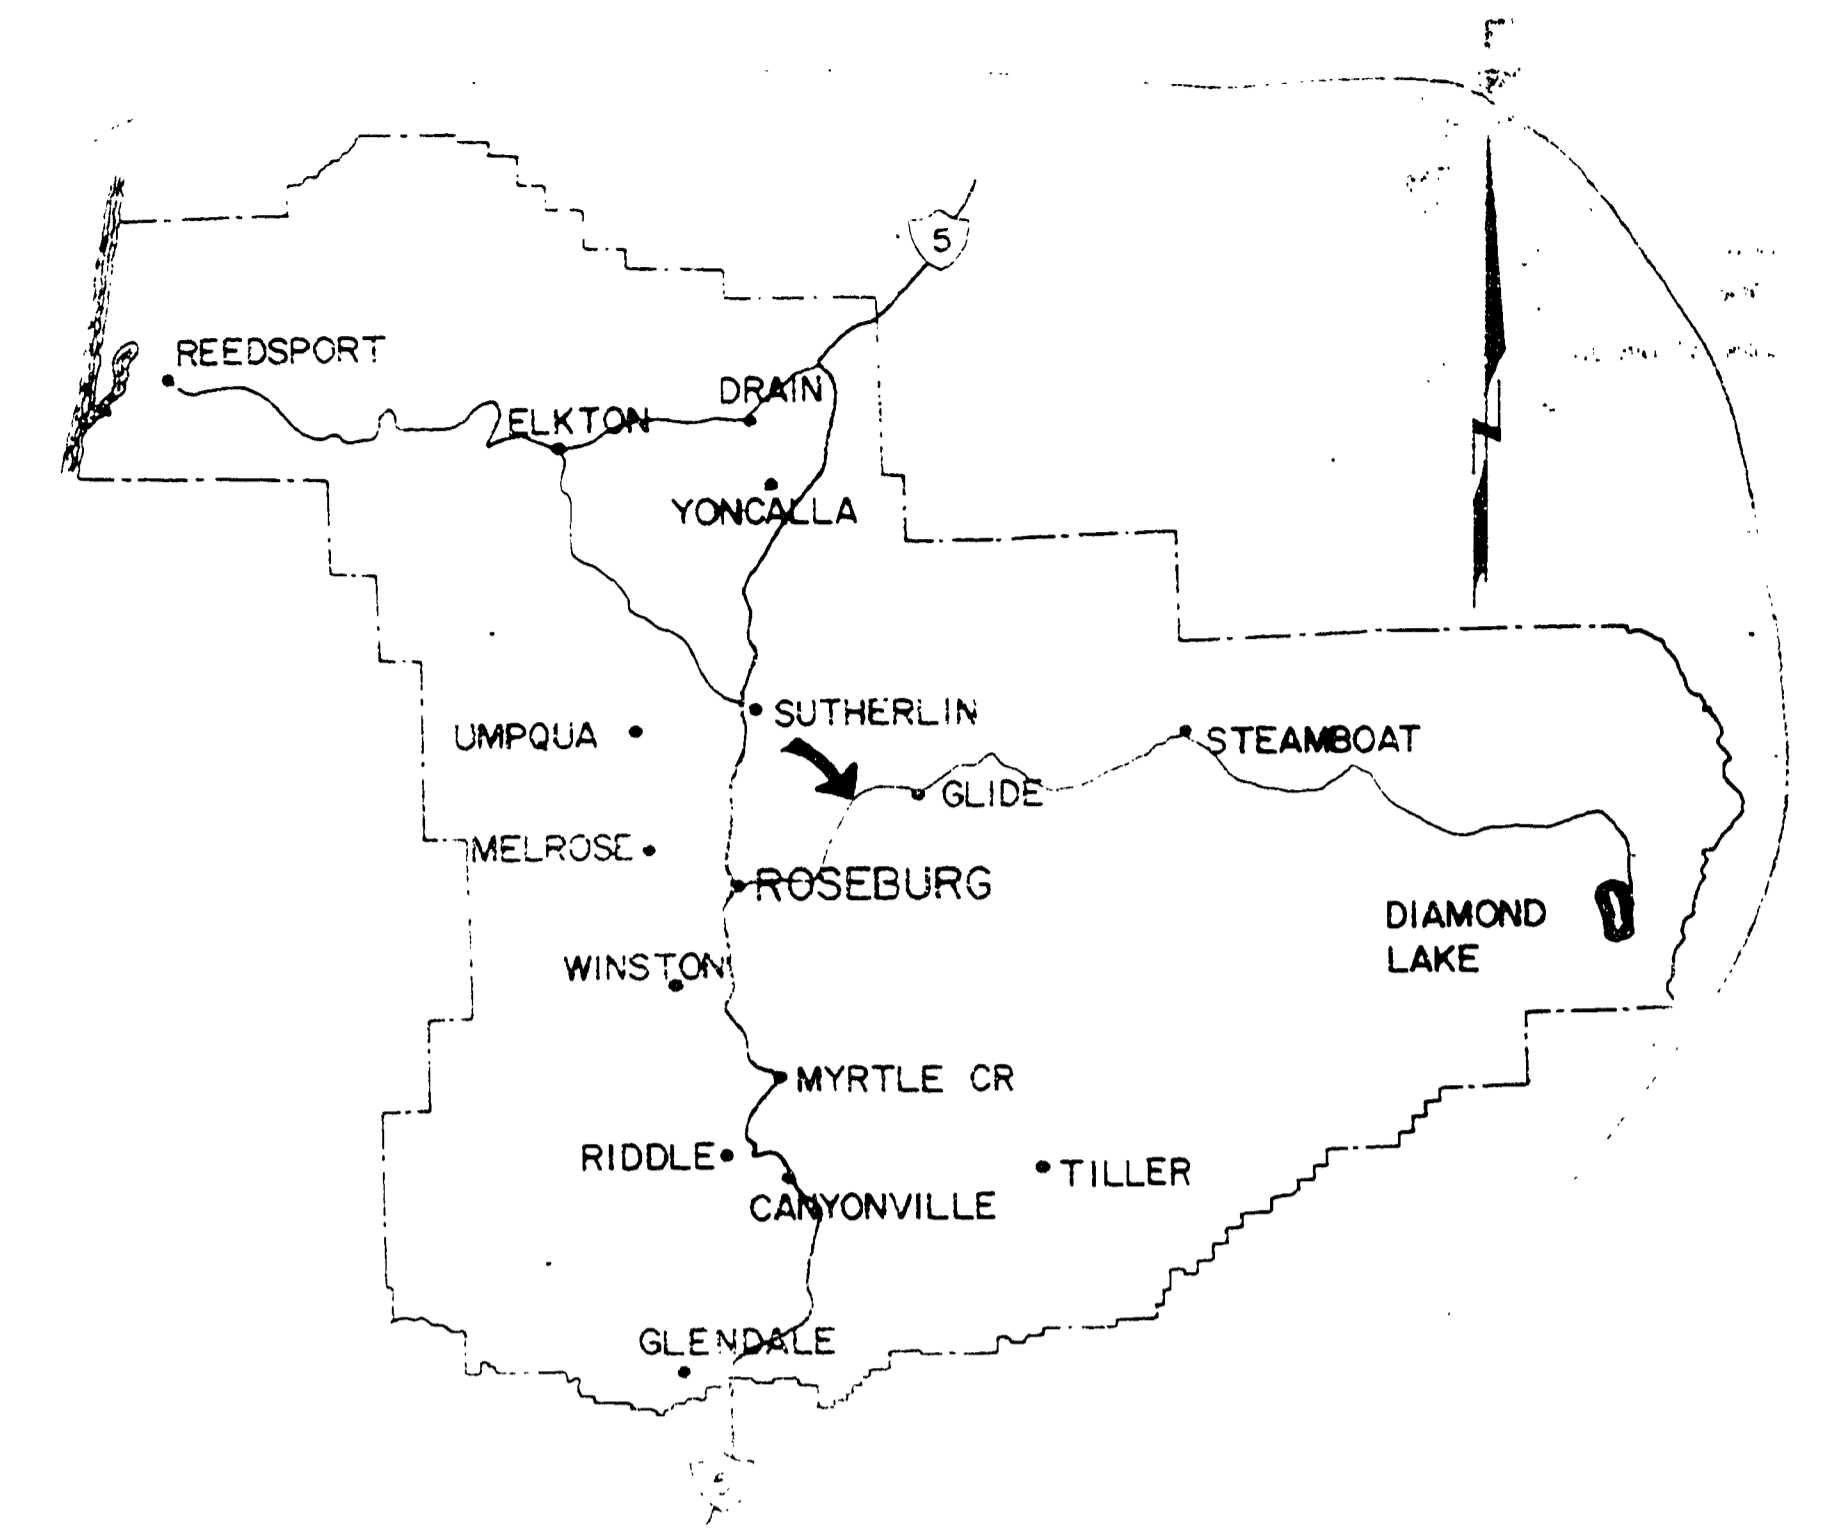 5
REEDSPORT
DRAIN
ELKTON
YONCALLA
SUTHERLIN
UMPQUA
STEAMBOAT
GLIDE
MELROSE
ROSEBURG
DIAMOND
LAKE
WINSTON
MYRTLE CR
RIDDLE
TILLER
CANYONVILLE
GLENDALE